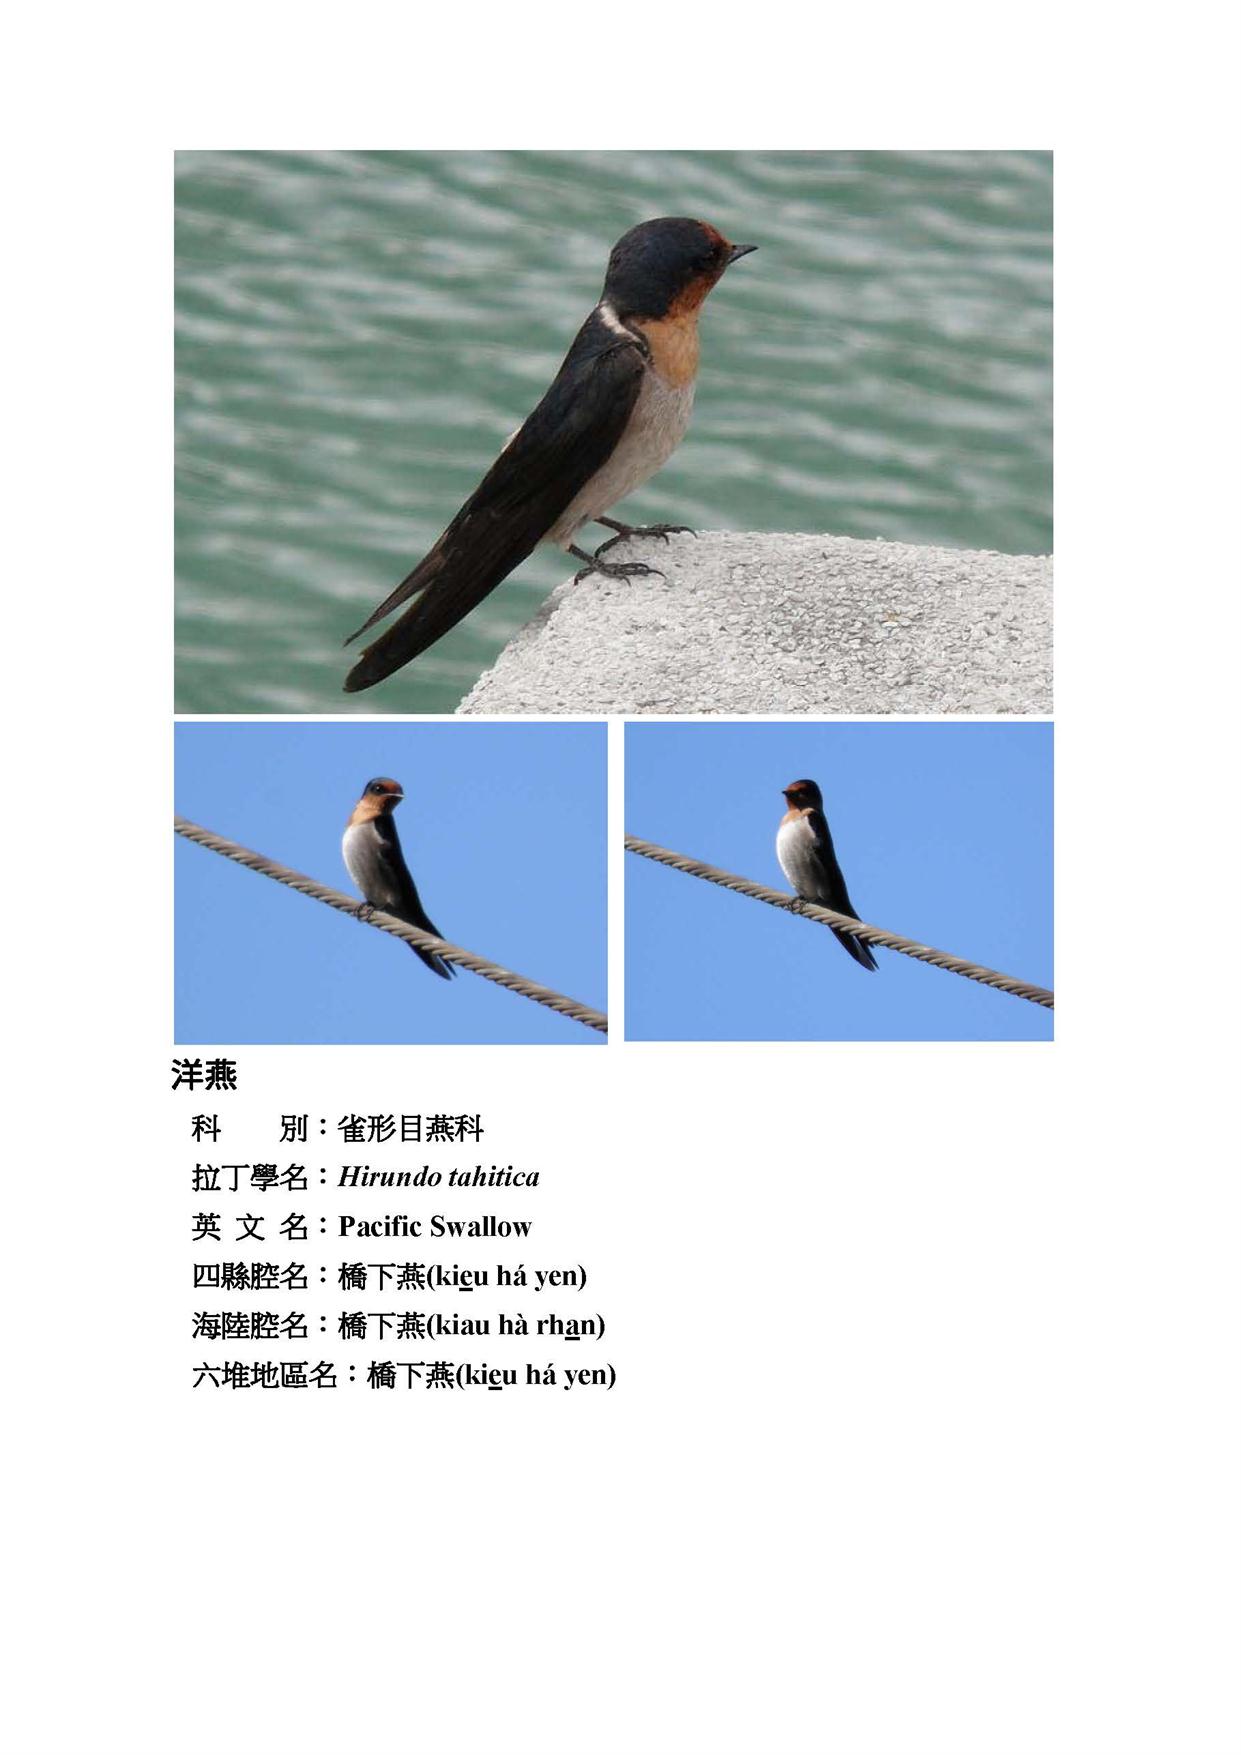 洋燕
科　　別：雀形目燕科
拉丁學名：Hirundo tahitica
英 文 名：Pacific Swallow
四縣腔名：橋下燕(kieu há yen)
海陸腔名：橋下燕(kiau hà rhan)
六堆地區名：橋下燕(kieu há yen)